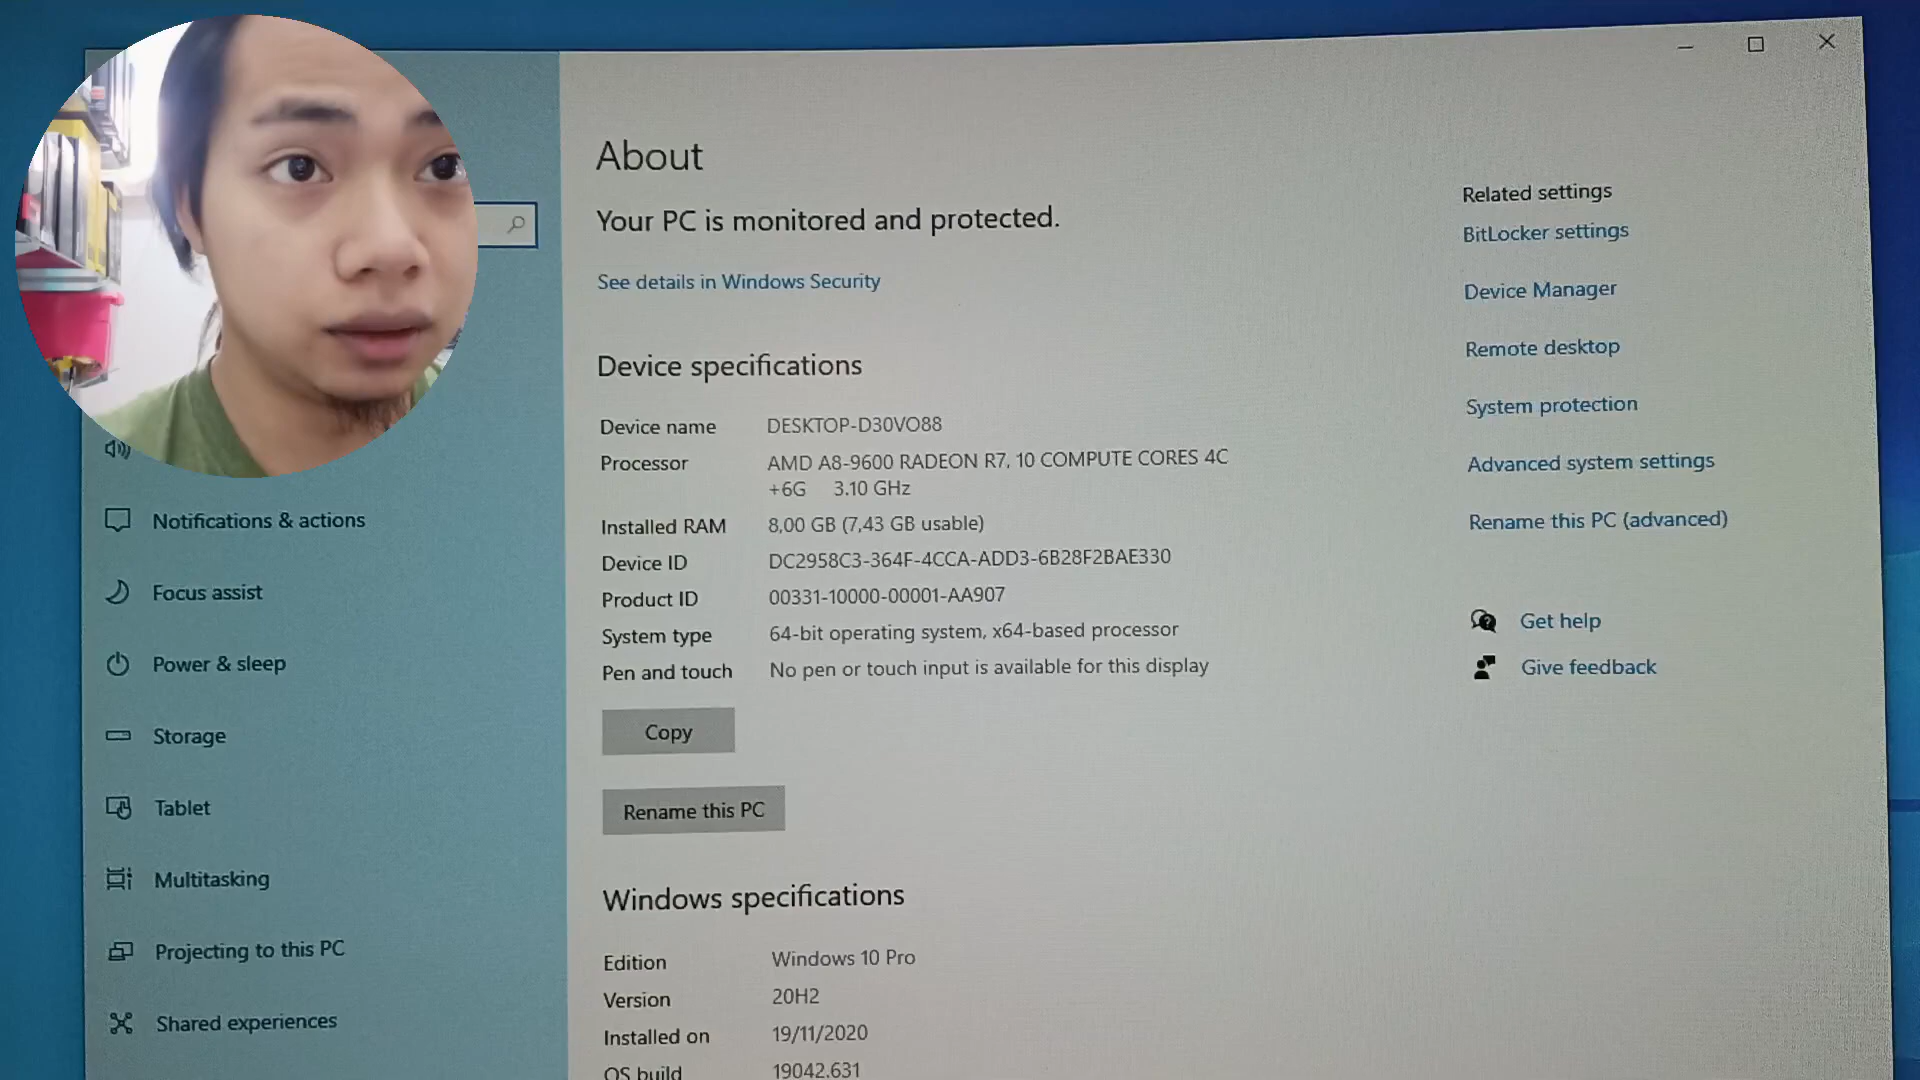 About
Your PC is monitored and protected.
See details in Windows Security
Device specifications
Device name DESKTOP-D30VO88
Processor AMD A8-9600 RADEON R7, 10 COMPUTE CORES 4C
+6G 3.10 GHz
Installed RAM 8,00 GB (7,43 GB usable)
Device ID DC2958C3-364F-4CCA-ADD3-6B28F2BAE330
Product ID 00331-10000-00001-AA907
System type 64-bit operating system, x64-based processor
Pen and touch No pen or touch input is available for this display
Copy
Rename this PC
Windows specifications
Edition Windows 10 Pro
Version 20H2
Installed on 19/11/2020
OS build 19042.631
Notifications & actions
Focus assist
Power & sleep
Storage
Tablet
Multitasking
Projecting to this PC
Shared experiences
Related settings
BitLocker settings
Device Manager
Remote desktop
System protection
Advanced system settings
Rename this PC (advanced)
Get help
Give feedback